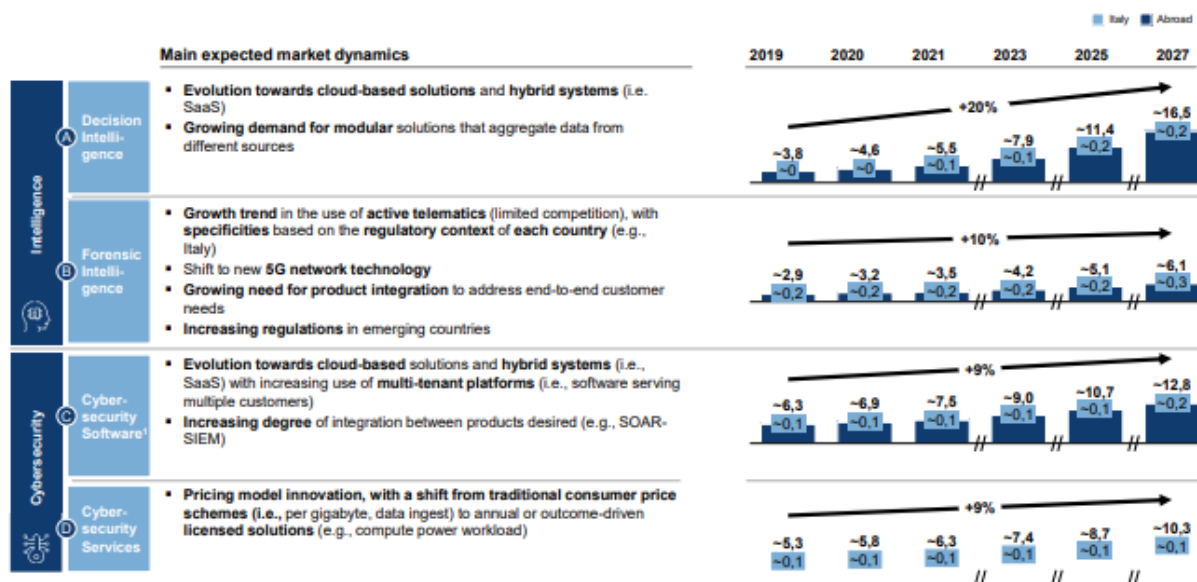 Italy Abroad
Main expected market dynamics
2019 2020 2021 2023 2025 2027
Intelligence
A
Decision
Intelli-
gence
▪ Evolution towards cloud-based solutions and hybrid systems (i.e.
SaaS)
▪ Growing demand for modular solutions that aggregate data from
different sources
+20%
~3,8 ~4,6 ~5,5 ~7,9 ~11,4 ~16,5
~0 ~0 ~0,1 ~0,1 ~0,2 ~0,2
B
Forensic
Intelli-
gence
▪ Growth trend in the use of active telematics (limited competition), with
specificities based on the regulatory context of each country (e.g.,
Italy)
▪ Shift to new 5G network technology
▪ Growing need for product integration to address end-to-end customer
needs
▪ Increasing regulations in emerging countries
+10%
~2,9 ~3,2 ~3,5 ~4,2 ~5,1 ~6,1
~0,2 ~0,2 ~0,2 ~0,2 ~0,2 ~0,3
Cybersecurity
C
Cyber-
security
Software¹
▪ Evolution towards cloud-based solutions and hybrid systems (i.e.,
SaaS) with increasing use of multi-tenant platforms (i.e., software serving
multiple customers)
▪ Increasing degree of integration between products desired (e.g., SOAR-
SIEM)
+9%
~6,3 ~6,9 ~7,5 ~9,0 ~10,7 ~12,8
~0,1 ~0,1 ~0,1 ~0,1 ~0,1 ~0,2
D
Cyber-
security
Services
▪ Pricing model innovation, with a shift from traditional consumer price
schemes (i.e., per gigabyte, data ingest) to annual or outcome-driven
licensed solutions (e.g., compute power workload)
+9%
~5,3 ~5,8 ~6,3 ~7,4 ~8,7 ~10,3
~0,1 ~0,1 ~0,1 ~0,1 ~0,1 ~0,1